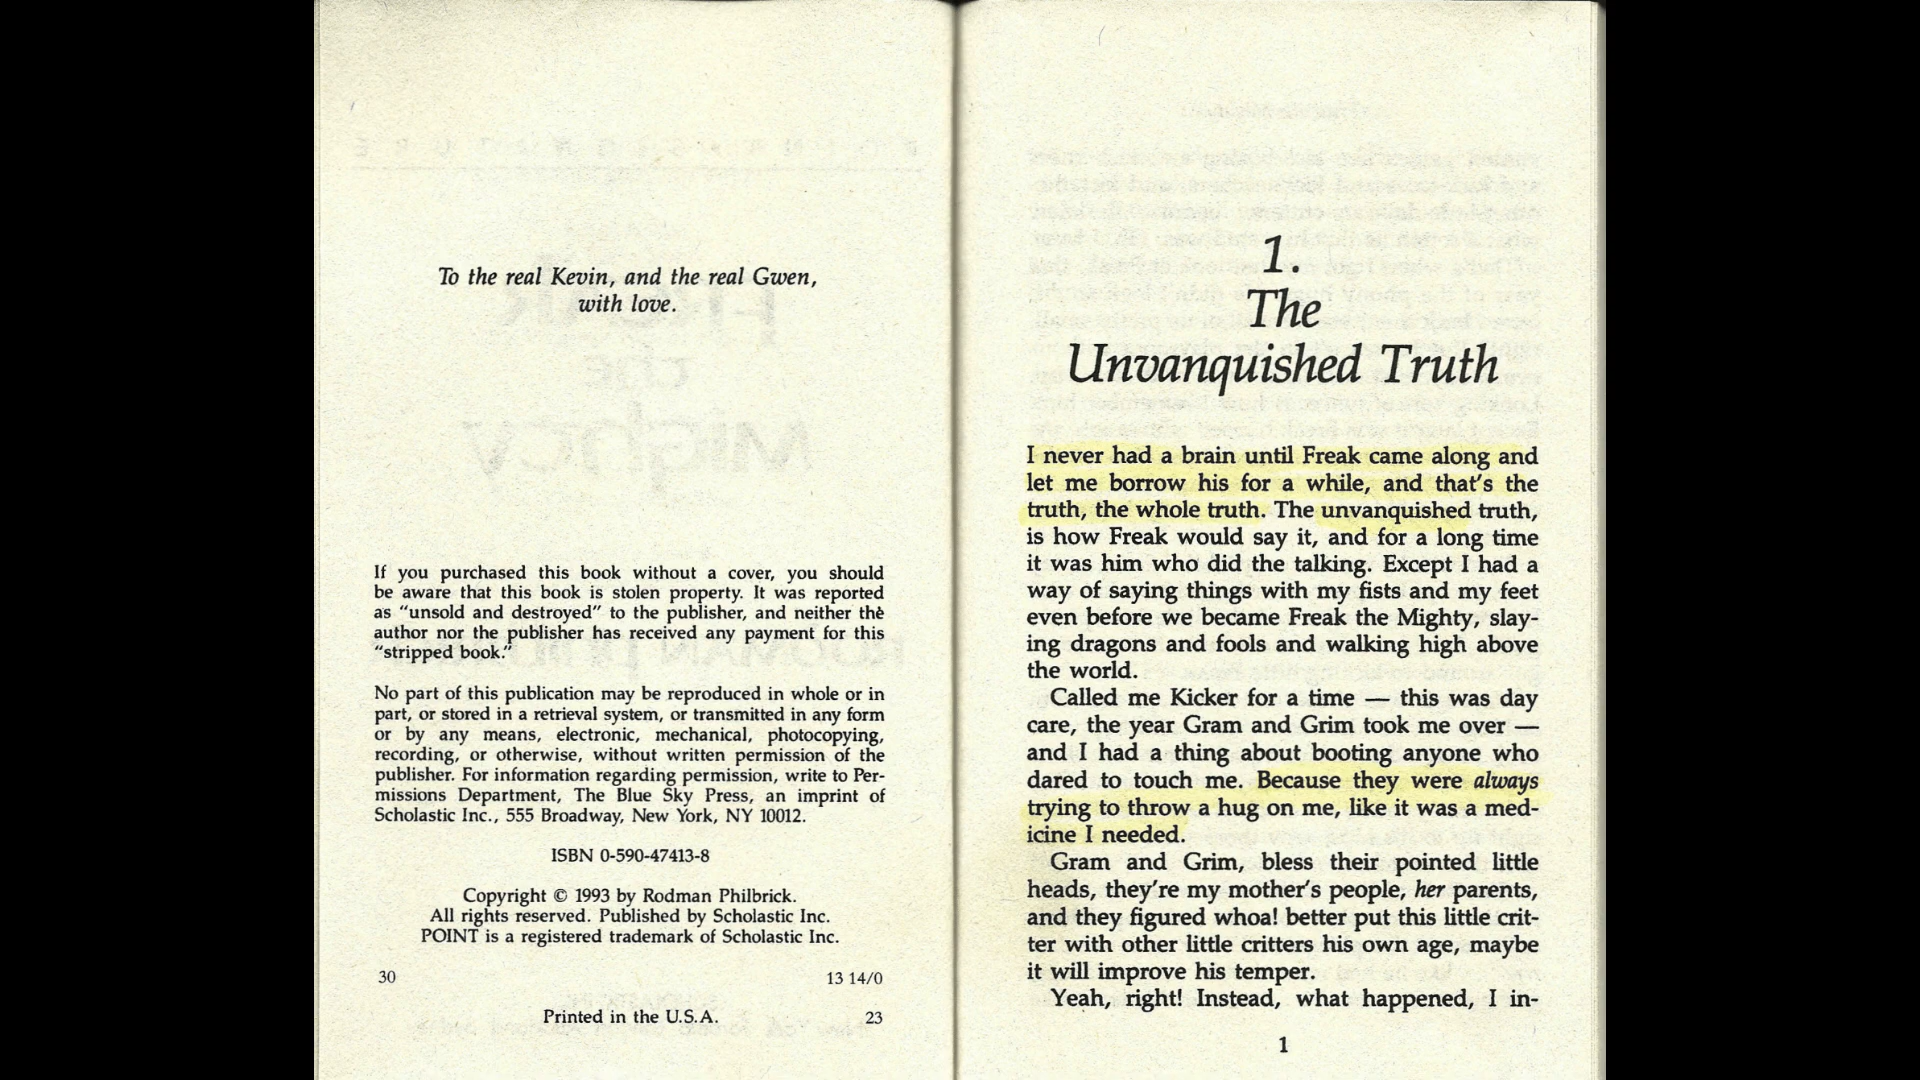 To the real Kevin, and the real Gwen,
with love.
If you purchased this book without a cover, you should
be aware that this book is stolen property. It was reported
as “unsold and destroyed” to the publisher, and neither the
author nor the publisher has received any payment for this
“stripped book.”
No part of this publication may be reproduced in whole or in
part, or stored in a retrieval system, or transmitted in any form
or by any means, electronic, mechanical, photocopying,
recording, or otherwise, without written permission of the
publisher. For information regarding permission, write to Per-
missions Department, The Blue Sky Press, an imprint of
Scholastic Inc., 555 Broadway, New York, NY 10012.
ISBN 0-590-47413-8
Copyright © 1993 by Rodman Philbrick.
All rights reserved. Published by Scholastic Inc.
POINT is a registered trademark of Scholastic Inc.
30 13 14/0
Printed in the U.S.A. 23
1.
The
Unvanquished Truth
I never had a brain until Freak came along and
let me borrow his for a while, and that's the
truth, the whole truth. The unvanquished truth,
is how Freak would say it, and for a long time
it was him who did the talking. Except I had a
way of saying things with my fists and my feet
even before we became Freak the Mighty, slay-
ing dragons and fools and walking high above
the world.
Called me Kicker for a time — this was day
care, the year Gram and Grim took me over —
and I had a thing about booting anyone who
dared to touch me. Because they were always
trying to throw a hug on me, like it was a med-
icine I needed.
Gram and Grim, bless their pointed little
heads, they're my mother's people, her parents,
and they figured whoa! better put this little crit-
ter with other little critters his own age, maybe
it will improve his temper.
Yeah, right! Instead, what happened, I in-
1